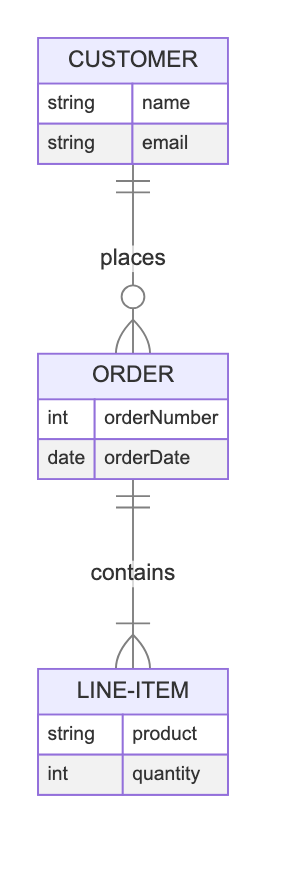 CUSTOMER
string name
string email
places
ORDER
int orderNumber
date orderDate
contains
LINE-ITEM
string product
int quantity